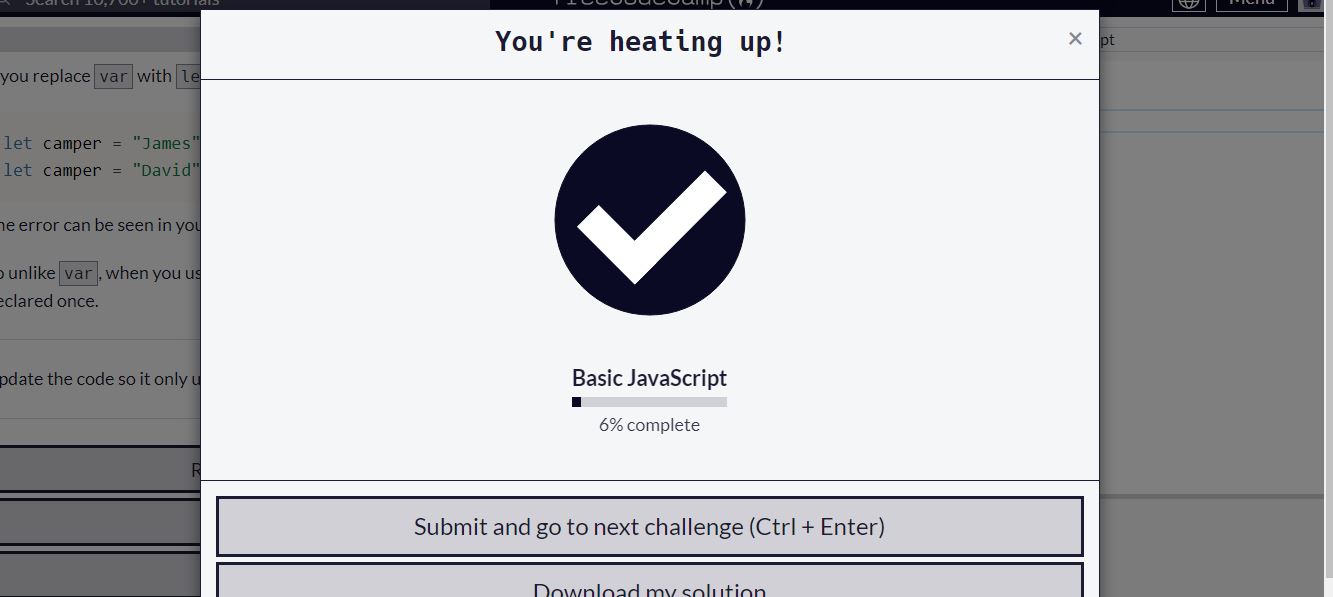 Search 10,700+ tutorials
Menu
You're heating up!
×
pt
you replace var with le
let camper = "James"
let camper = "David"
he error can be seen in you
o unlike var, when you us
eclared once.
pdate the code so it only u
R
Basic JavaScript
6% complete
Submit and go to next challenge (Ctrl + Enter)
Download my solution